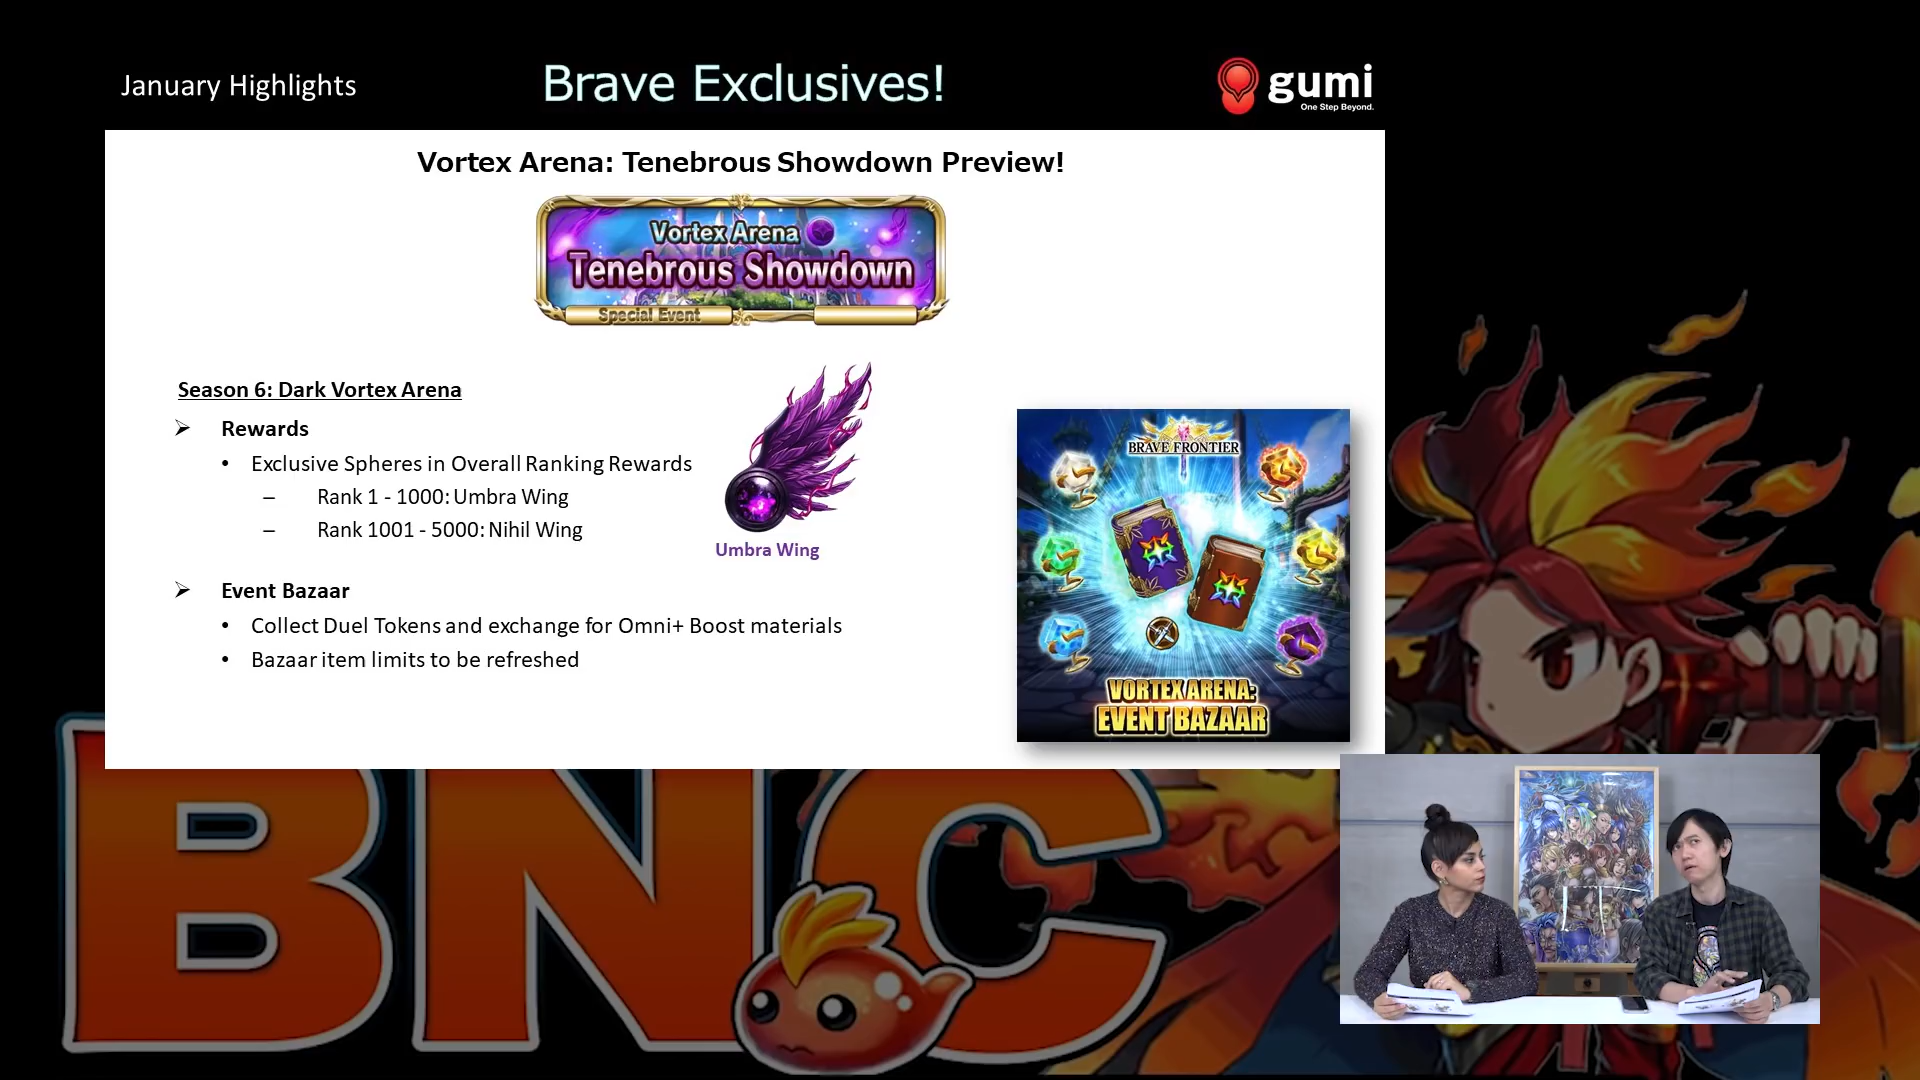 January Highlights
Brave Exclusives!
gumi
One Step Beyond.
Vortex Arena: Tenebrous Showdown Preview!
Vortex Arena
Tenebrous Showdown
Special Event
Season 6: Dark Vortex Arena
Rewards
Exclusive Spheres in Overall Ranking Rewards
Rank 1 - 1000: Umbra Wing
Rank 1001 - 5000: Nihil Wing
Umbra Wing
Event Bazaar
Collect Duel Tokens and exchange for Omni+ Boost materials
Bazaar item limits to be refreshed
BRAVE FRONTIER
VORTEX ARENA:
EVENT BAZAAR
BNC